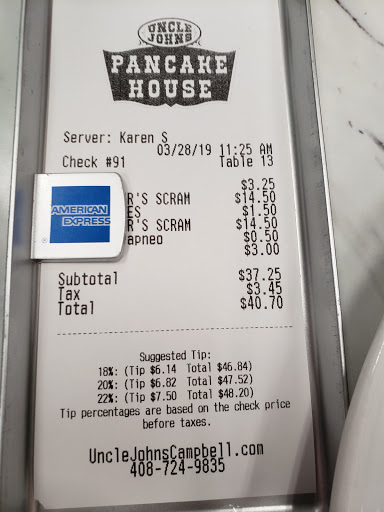 UNCLE
JOHNS
PANCAKE
HOUSE
Server: Karen S
03/28/19 11:25 AM
Check #91 Table 13
$3.25
R'S SCRAM $14.50
ES $1.50
R'S SCRAM $14.50
apneo $0.50
$3.00
AMERICAN
EXPRESS
®
Subtotal $37.25
Tax $3.45
Total $40.70
Suggested Tip:
18%: (Tip $6.14 Total $46.84)
20%: (Tip $6.82 Total $47.52)
22%: (Tip $7.50 Total $48.20)
Tip percentages are based on the check price
before taxes.
UncleJohnsCampbell.com
408-724-9835